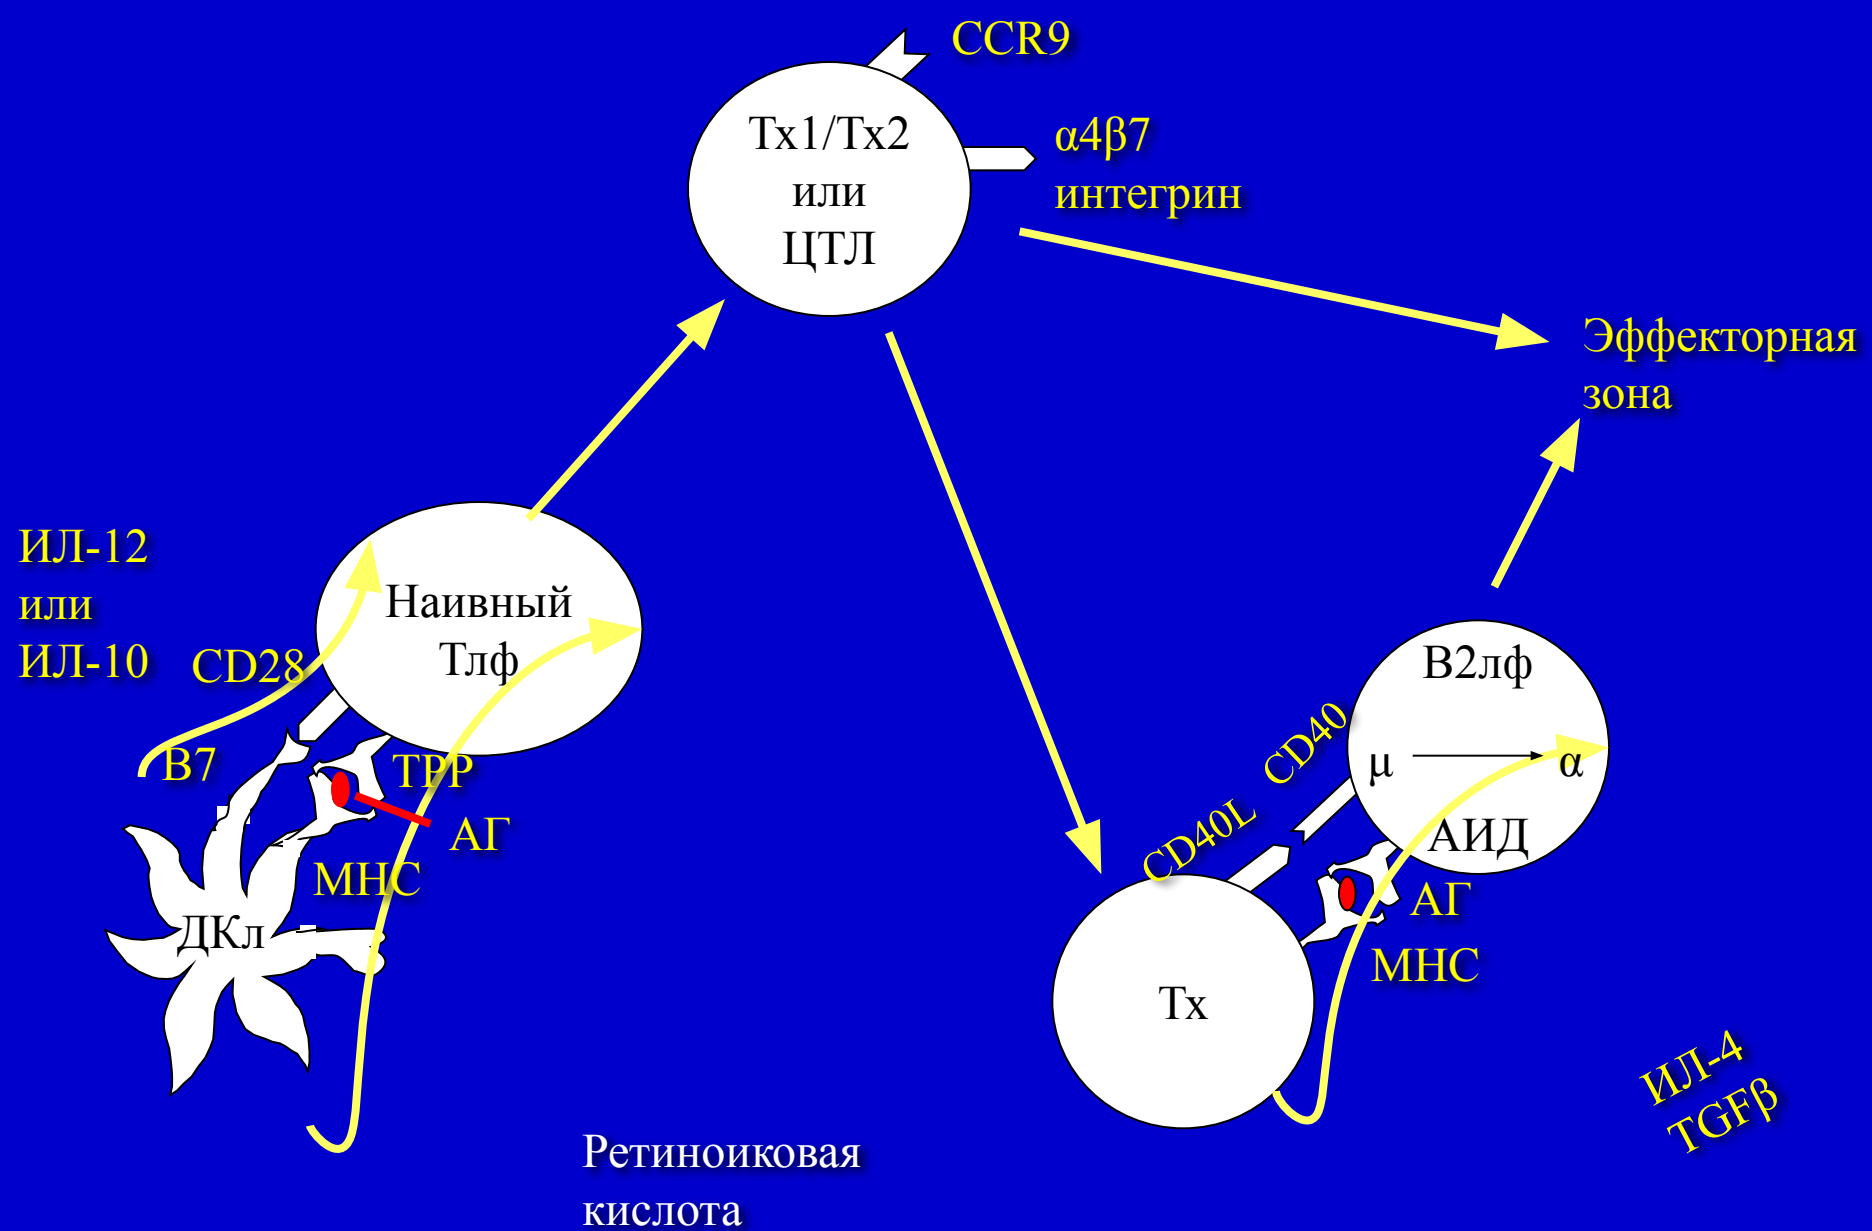 CCR9
Тх1/Тх2
или
ЦТЛ
α4β7
интегрин
Эффекторная
зона
ИЛ-12
или
ИЛ-10
CD28
Наивный
Тлф
B7
ТРР
АГ
МНС
ДКл
Ретиноиковая
кислота
В2лф
μ
α
АИД
CD40
CD40L
АГ
МНС
Тх
ИЛ-4
TGFβ